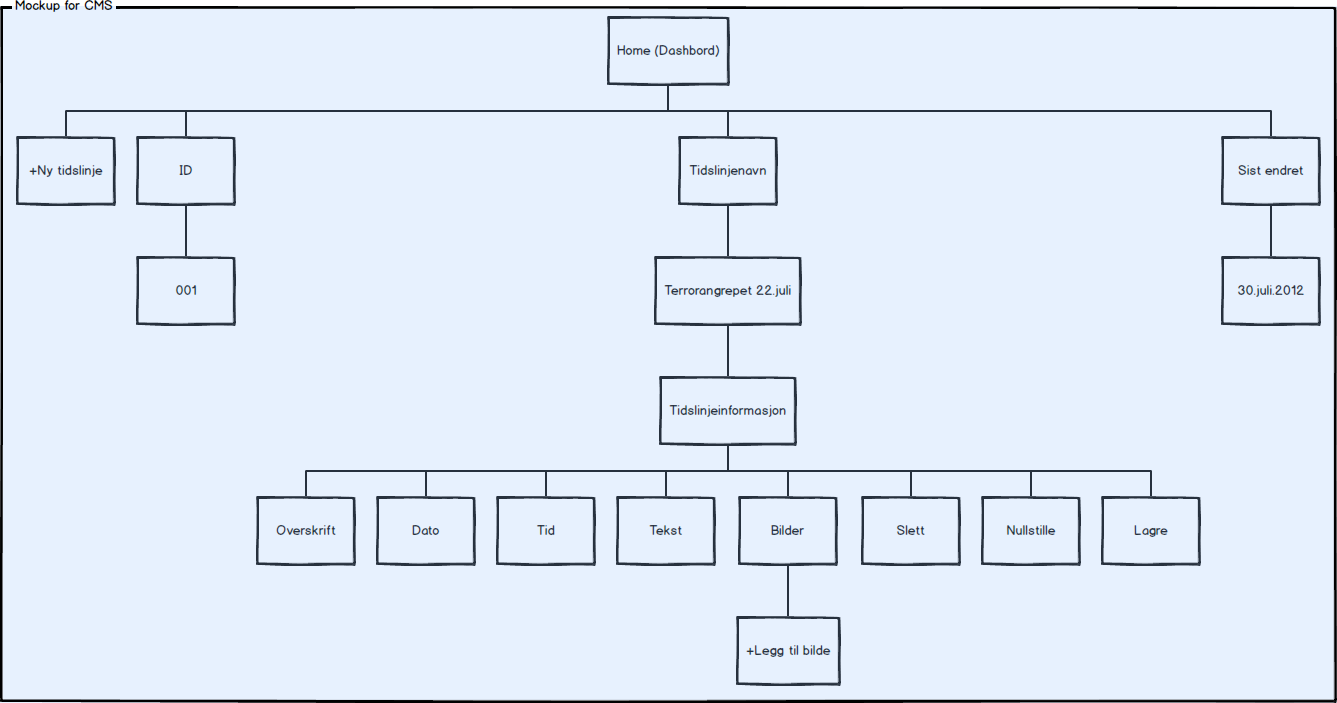 Mockup for CMS
Home (Dashbord)
+Ny tidslinje
ID
Tidslinjenavn
Sist endret
001
Terrorangrepet 22.juli
30.juli.2012
Tidslinjeinformasjon
Overskrift
Dato
Tid
Tekst
Bilder
Slett
Nullstille
Lagre
+Legg til bilde